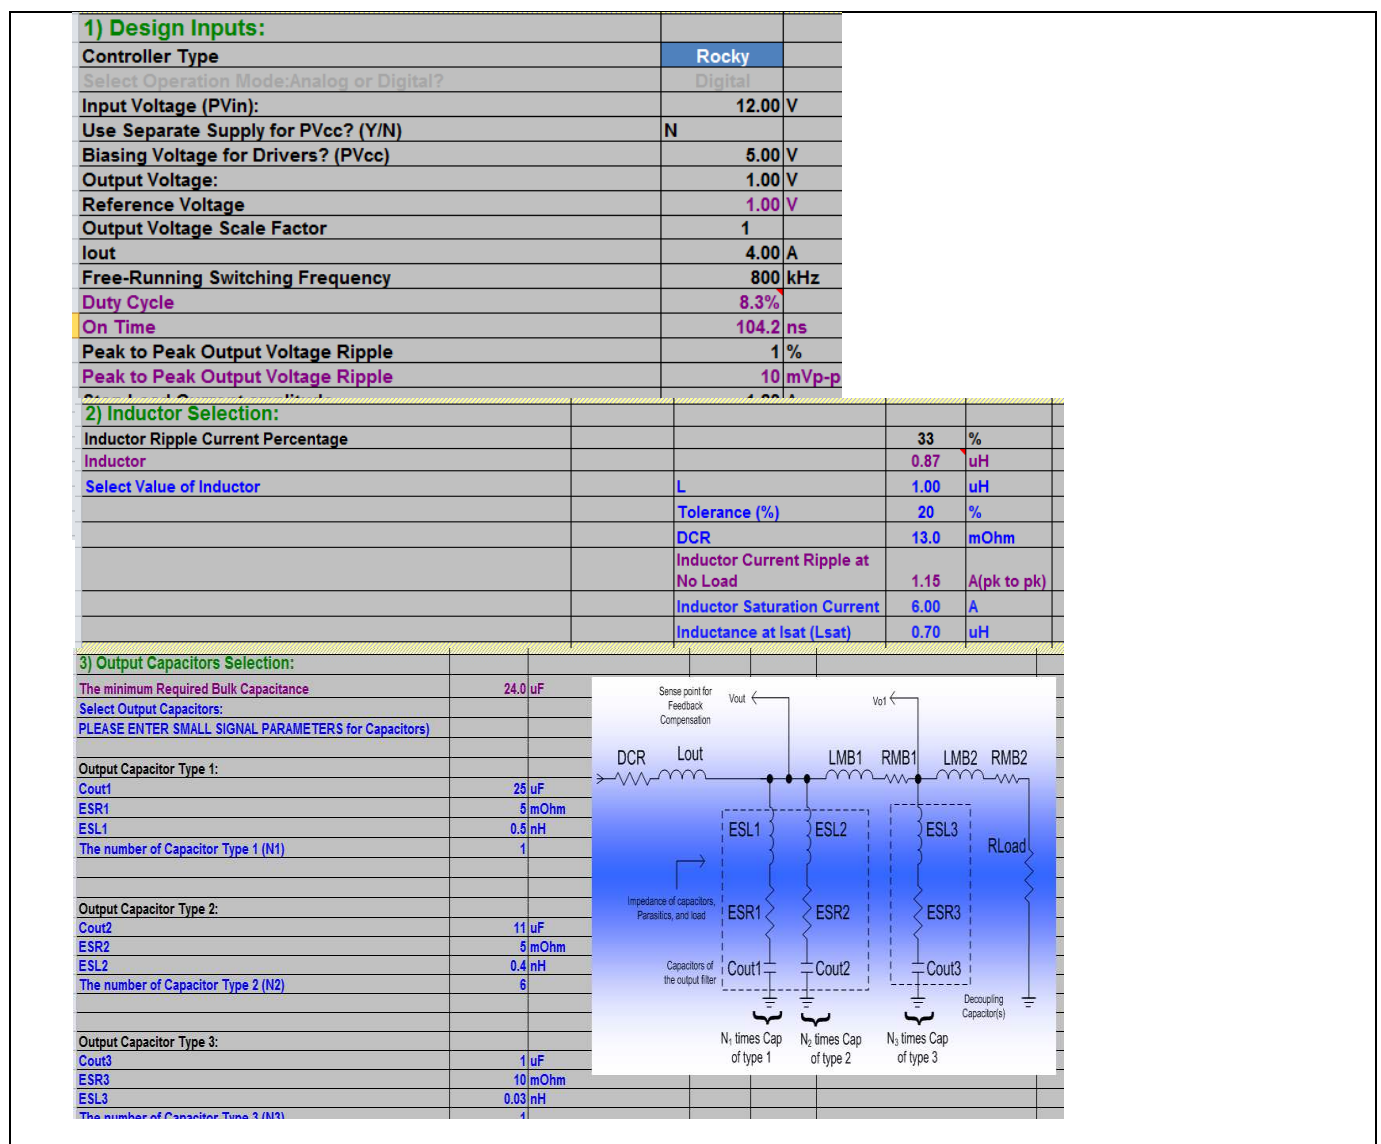 1) Design Inputs:
Controller Type Rocky
Select Operation Mode:Analog or Digital? Digital
Input Voltage (PVin): 12.00 V
Use Separate Supply for PVcc? (Y/N) N
Biasing Voltage for Drivers? (PVcc) 5.00 V
Output Voltage: 1.00 V
Reference Voltage 1.00 V
Output Voltage Scale Factor 1
Iout 4.00 A
Free-Running Switching Frequency 800 kHz
Duty Cycle 8.3%
On Time 104.2 ns
Peak to Peak Output Voltage Ripple 1 %
Peak to Peak Output Voltage Ripple 10 mVp-p
2) Inductor Selection:
Inductor Ripple Current Percentage 33 %
Inductor 0.87 uH
Select Value of Inductor L 1.00 uH
Tolerance (%) 20 %
DCR 13.0 mOhm
Inductor Current Ripple at
No Load 1.15 A(pk to pk)
Inductor Saturation Current 6.00 A
Inductance at Isat (Lsat) 0.70 uH
3) Output Capacitors Selection:
The minimum Required Bulk Capacitance 24.0 uF
Select Output Capacitors:
PLEASE ENTER SMALL SIGNAL PARAMETERS for Capacitors)
Output Capacitor Type 1:
Cout1 25 uF
ESR1 5 mOhm
ESL1 0.5 nH
The number of Capacitor Type 1 (N1) 1
Output Capacitor Type 2:
Cout2 11 uF
ESR2 5 mOhm
ESL2 0.4 nH
The number of Capacitor Type 2 (N2) 6
Output Capacitor Type 3:
Cout3 1 uF
ESR3 10 mOhm
ESL3 0.03 nH
The number of Capacitor Type 3 (N3) 1
Sense point for
Feedback
Compensation
Vout
Vo1
DCR Lout LMB1 RMB1 LMB2 RMB2
ESL1 ESL2 ESL3
RLoad
Impedance of capacitors,
Parasitics, and load
ESR1 ESR2 ESR3
Capacitors of
the output filter
Cout1 Cout2 Cout3
Decoupling
Capacitor(s)
N1 times Cap
of type 1
N2 times Cap
of type 2
N3 times Cap
of type 3